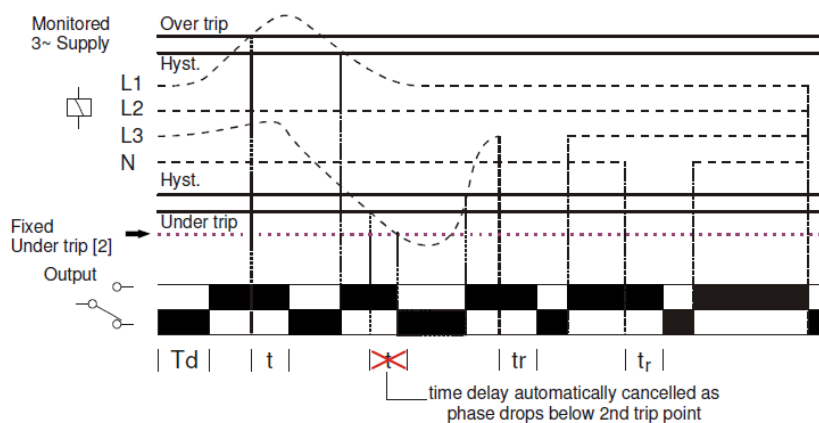 Monitored
3~ Supply
Over trip
Hyst.
L1
L2
L3
N
Hyst.
Fixed
Under trip [2]
Under trip
Output
Td
t
t
tr
tr
time delay automatically cancelled as
phase drops below 2nd trip point